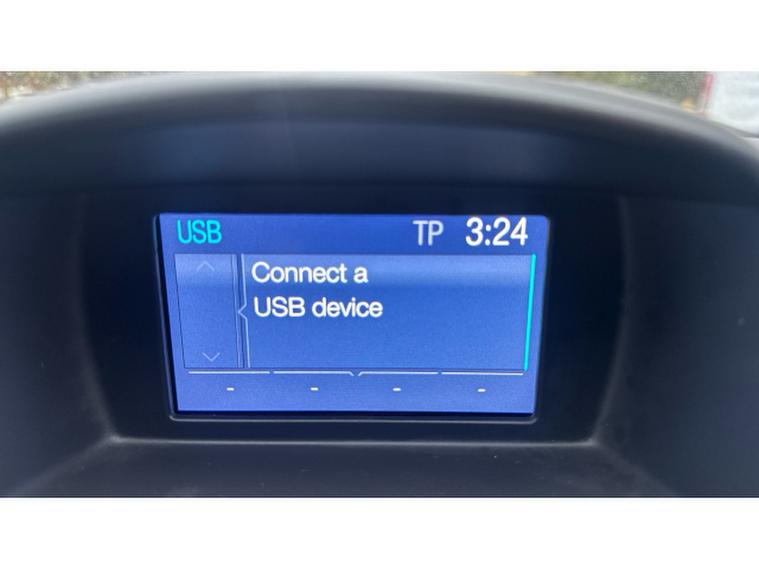 USB TP 3:24
Connect a
USB device
- - - -